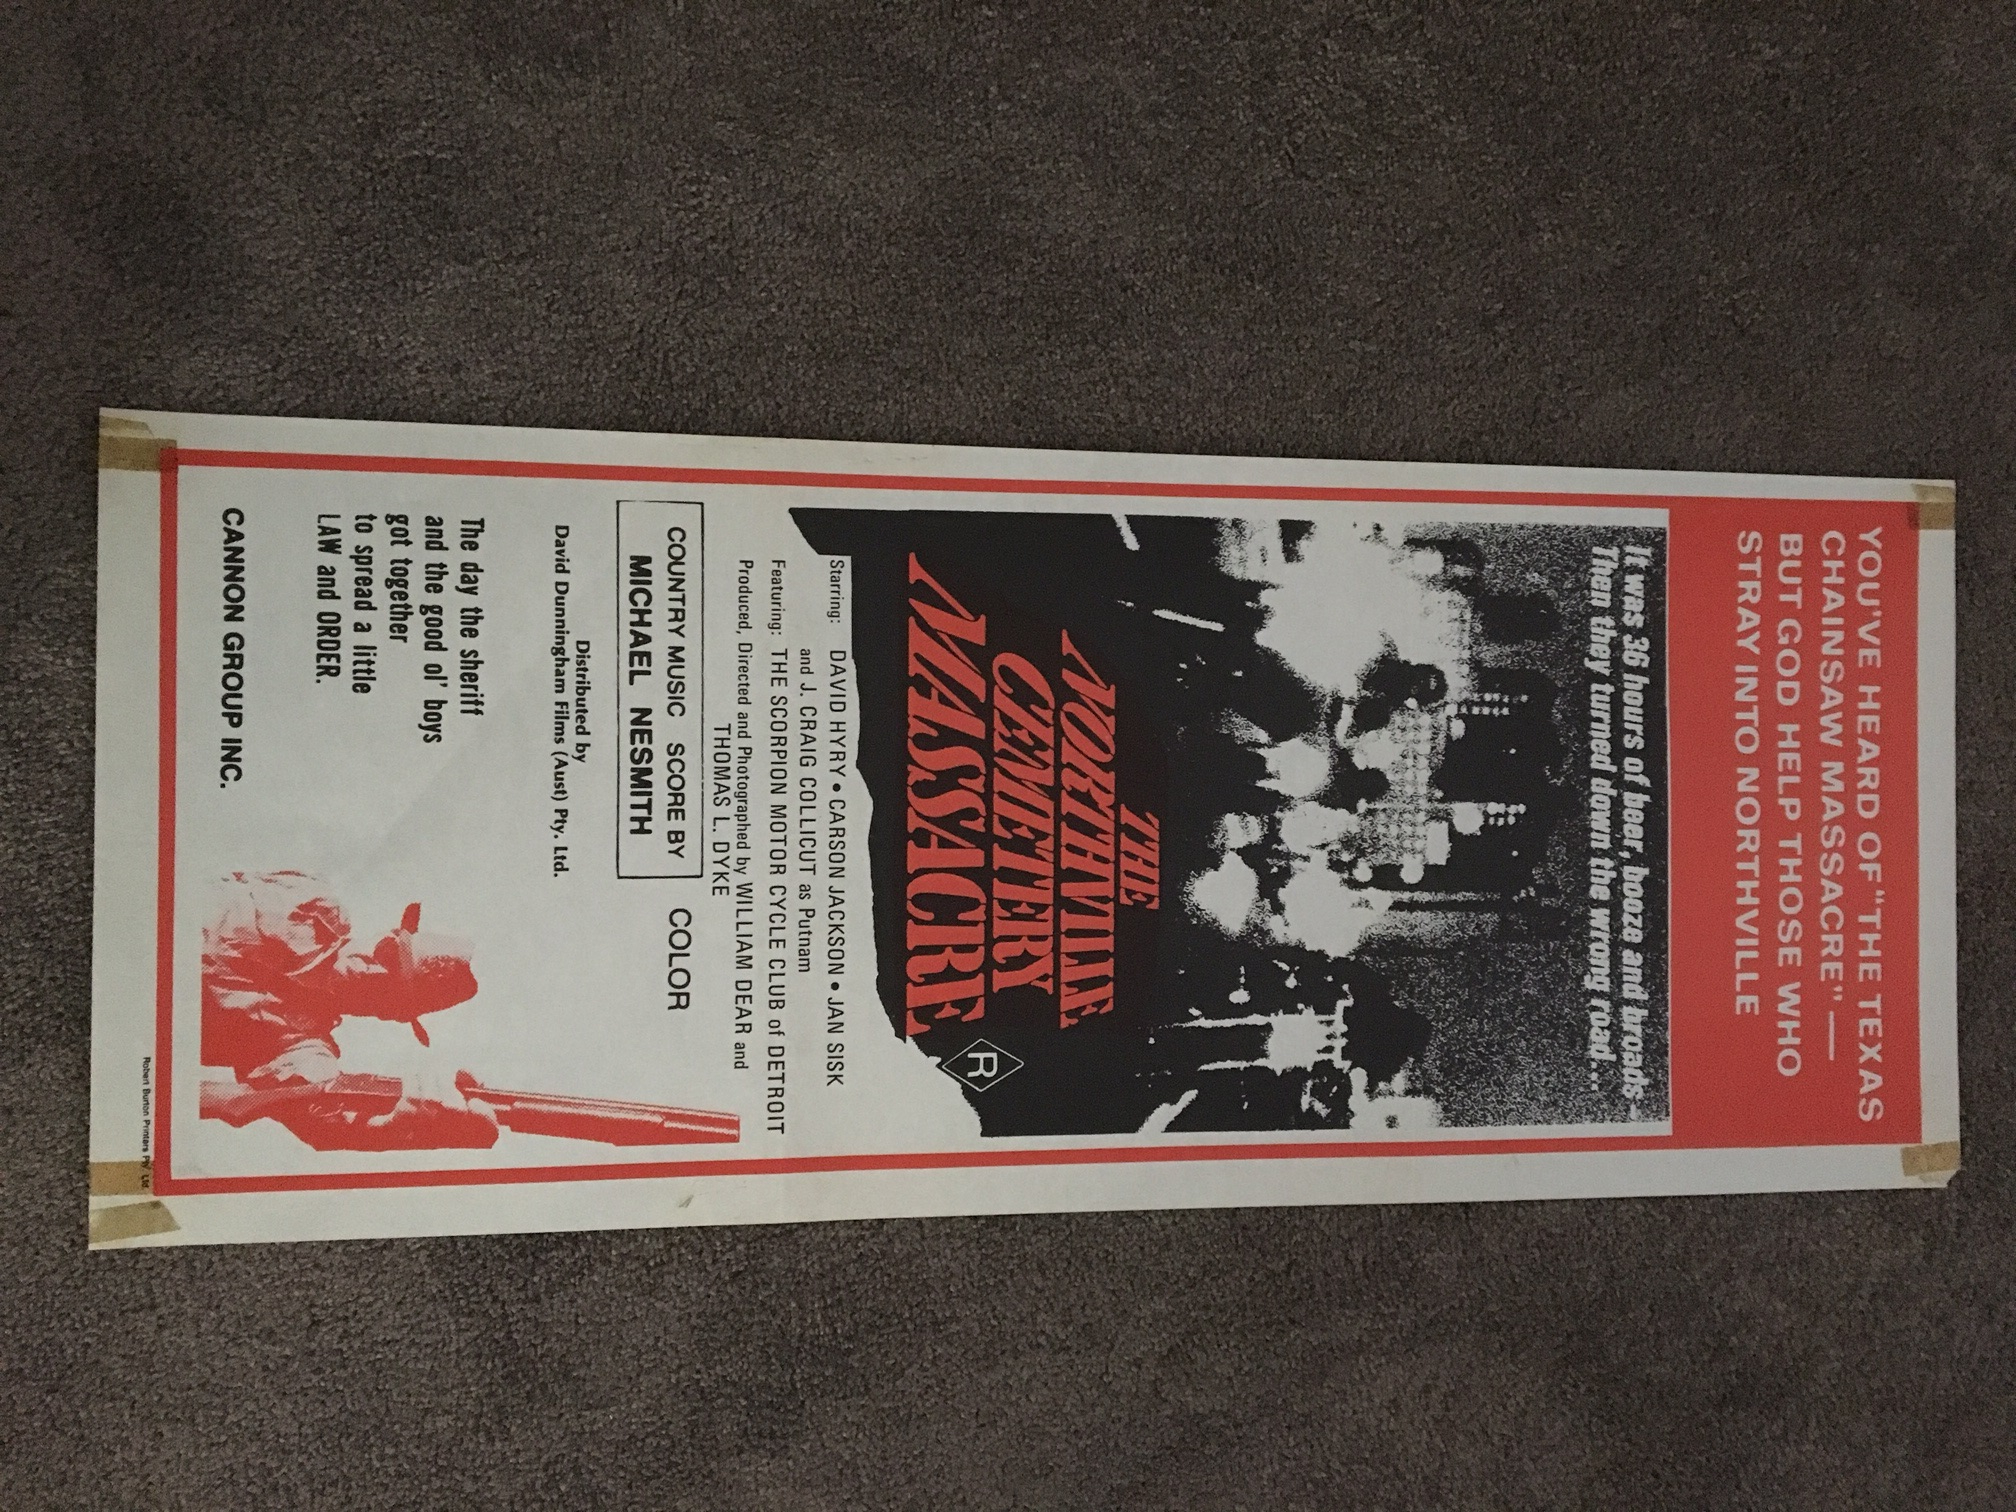 YOU'VE HEARD OF "THE TEXAS
CHAINSAW MASSACRE" —
BUT GOD HELP THOSE WHO
STRAY INTO NORTHVILLE
It was 36 hours of beer, booze and broads –
Then they turned down the wrong road...
THE
NORTHVILLE
CEMETERY
MASSACRE
R
Starring: DAVID HYRY • CARSON JACKSON • JAN SISK
and J. CRAIG COLLICUT as Putnam
Featuring: THE SCORPION MOTOR CYCLE CLUB of DETROIT
Produced, Directed and Photographed by WILLIAM DEAR and
THOMAS L. DYKE
COUNTRY MUSIC SCORE BY
MICHAEL NESMITH
COLOR
Distributed by
David Dunningham Films (Aust) Pty. Ltd.
The day the sheriff
and the good ol' boys
got together
to spread a little
LAW and ORDER.
CANNON GROUP INC.
Robert Burton Printers Pty. Ltd.